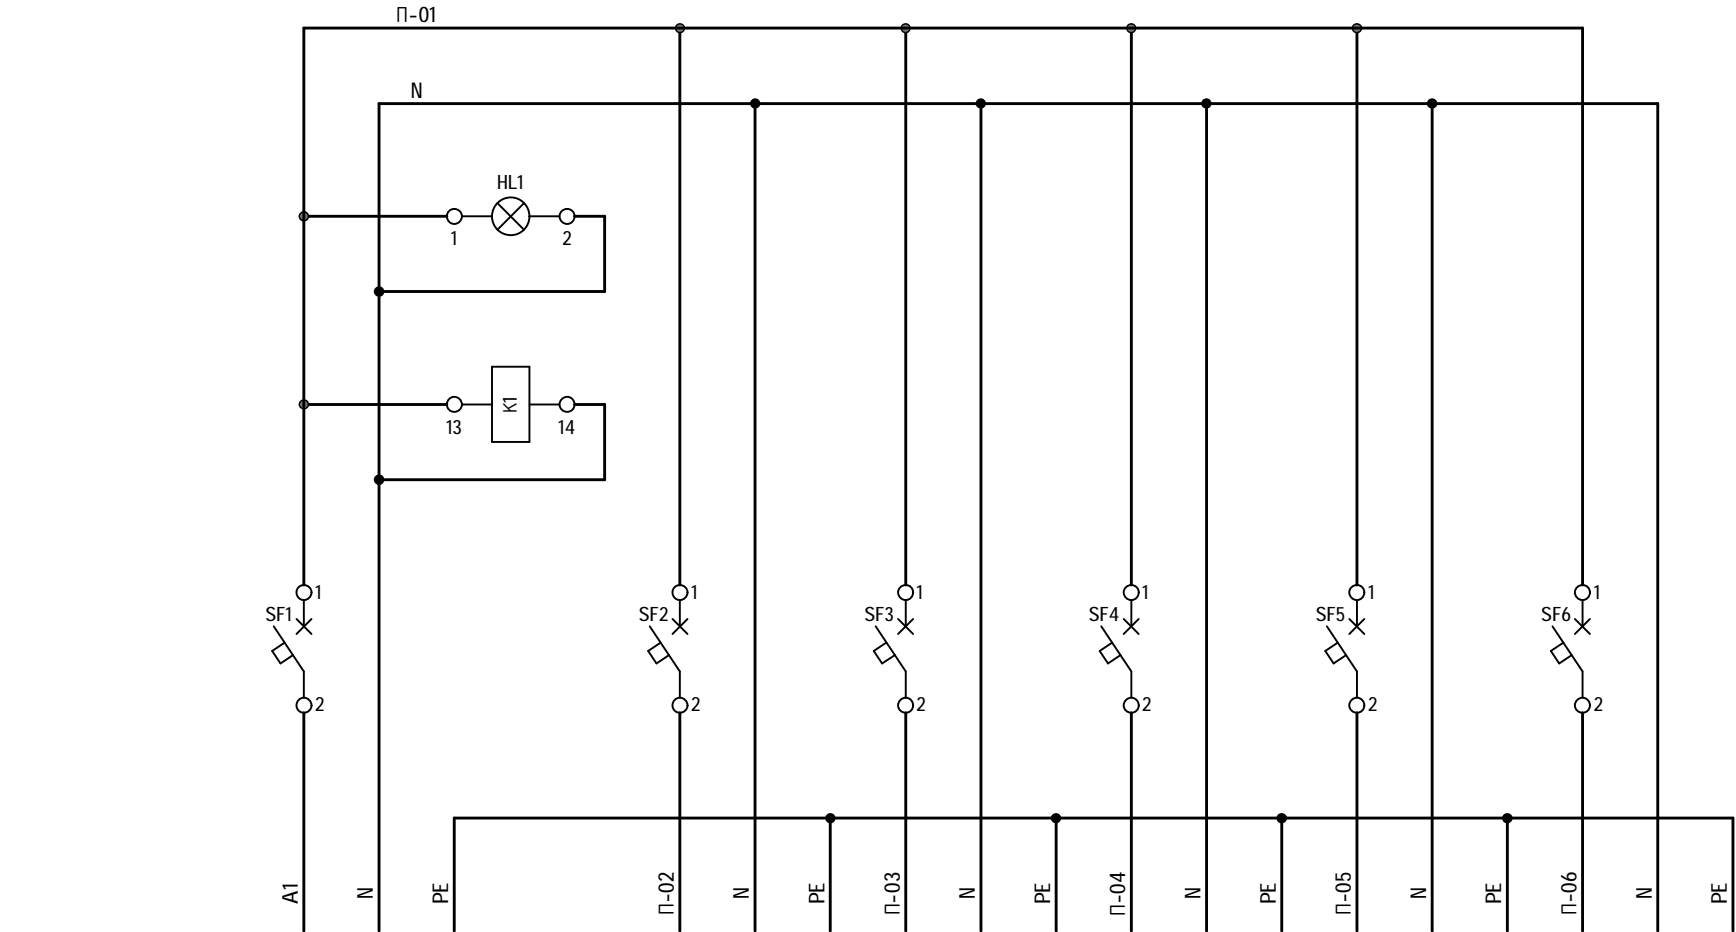 П-01
N
HL1
1
2
K1
13
14
1
SF1
2
1
SF2
2
1
SF3
2
1
SF4
2
1
SF5
2
1
SF6
2
A1
N
PE
П-02
N
PE
П-03
N
PE
П-04
N
PE
П-05
N
PE
П-06
N
PE